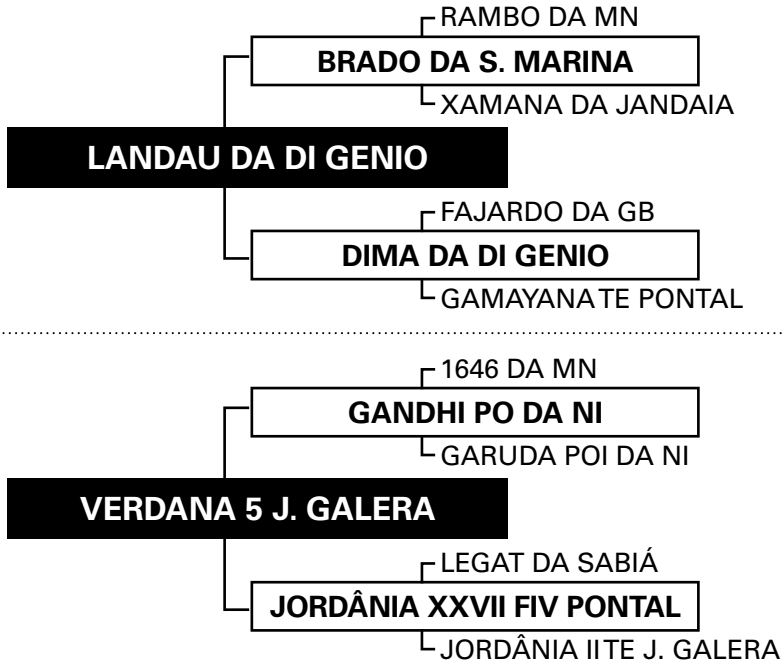 RAMBO DA MN
BRADO DA S. MARINA
XAMANA DA JANDAIA
LANDAU DA DI GENIO
FAJARDO DA GB
DIMA DA DI GENIO
GAMAYANA TE PONTAL
1646 DA MN
GANDHI PO DA NI
GARUDA POI DA NI
VERDANA 5 J. GALERA
LEGAT DA SABIÁ
JORDÂNIA XXVII FIV PONTAL
JORDÂNIA II TE J. GALERA